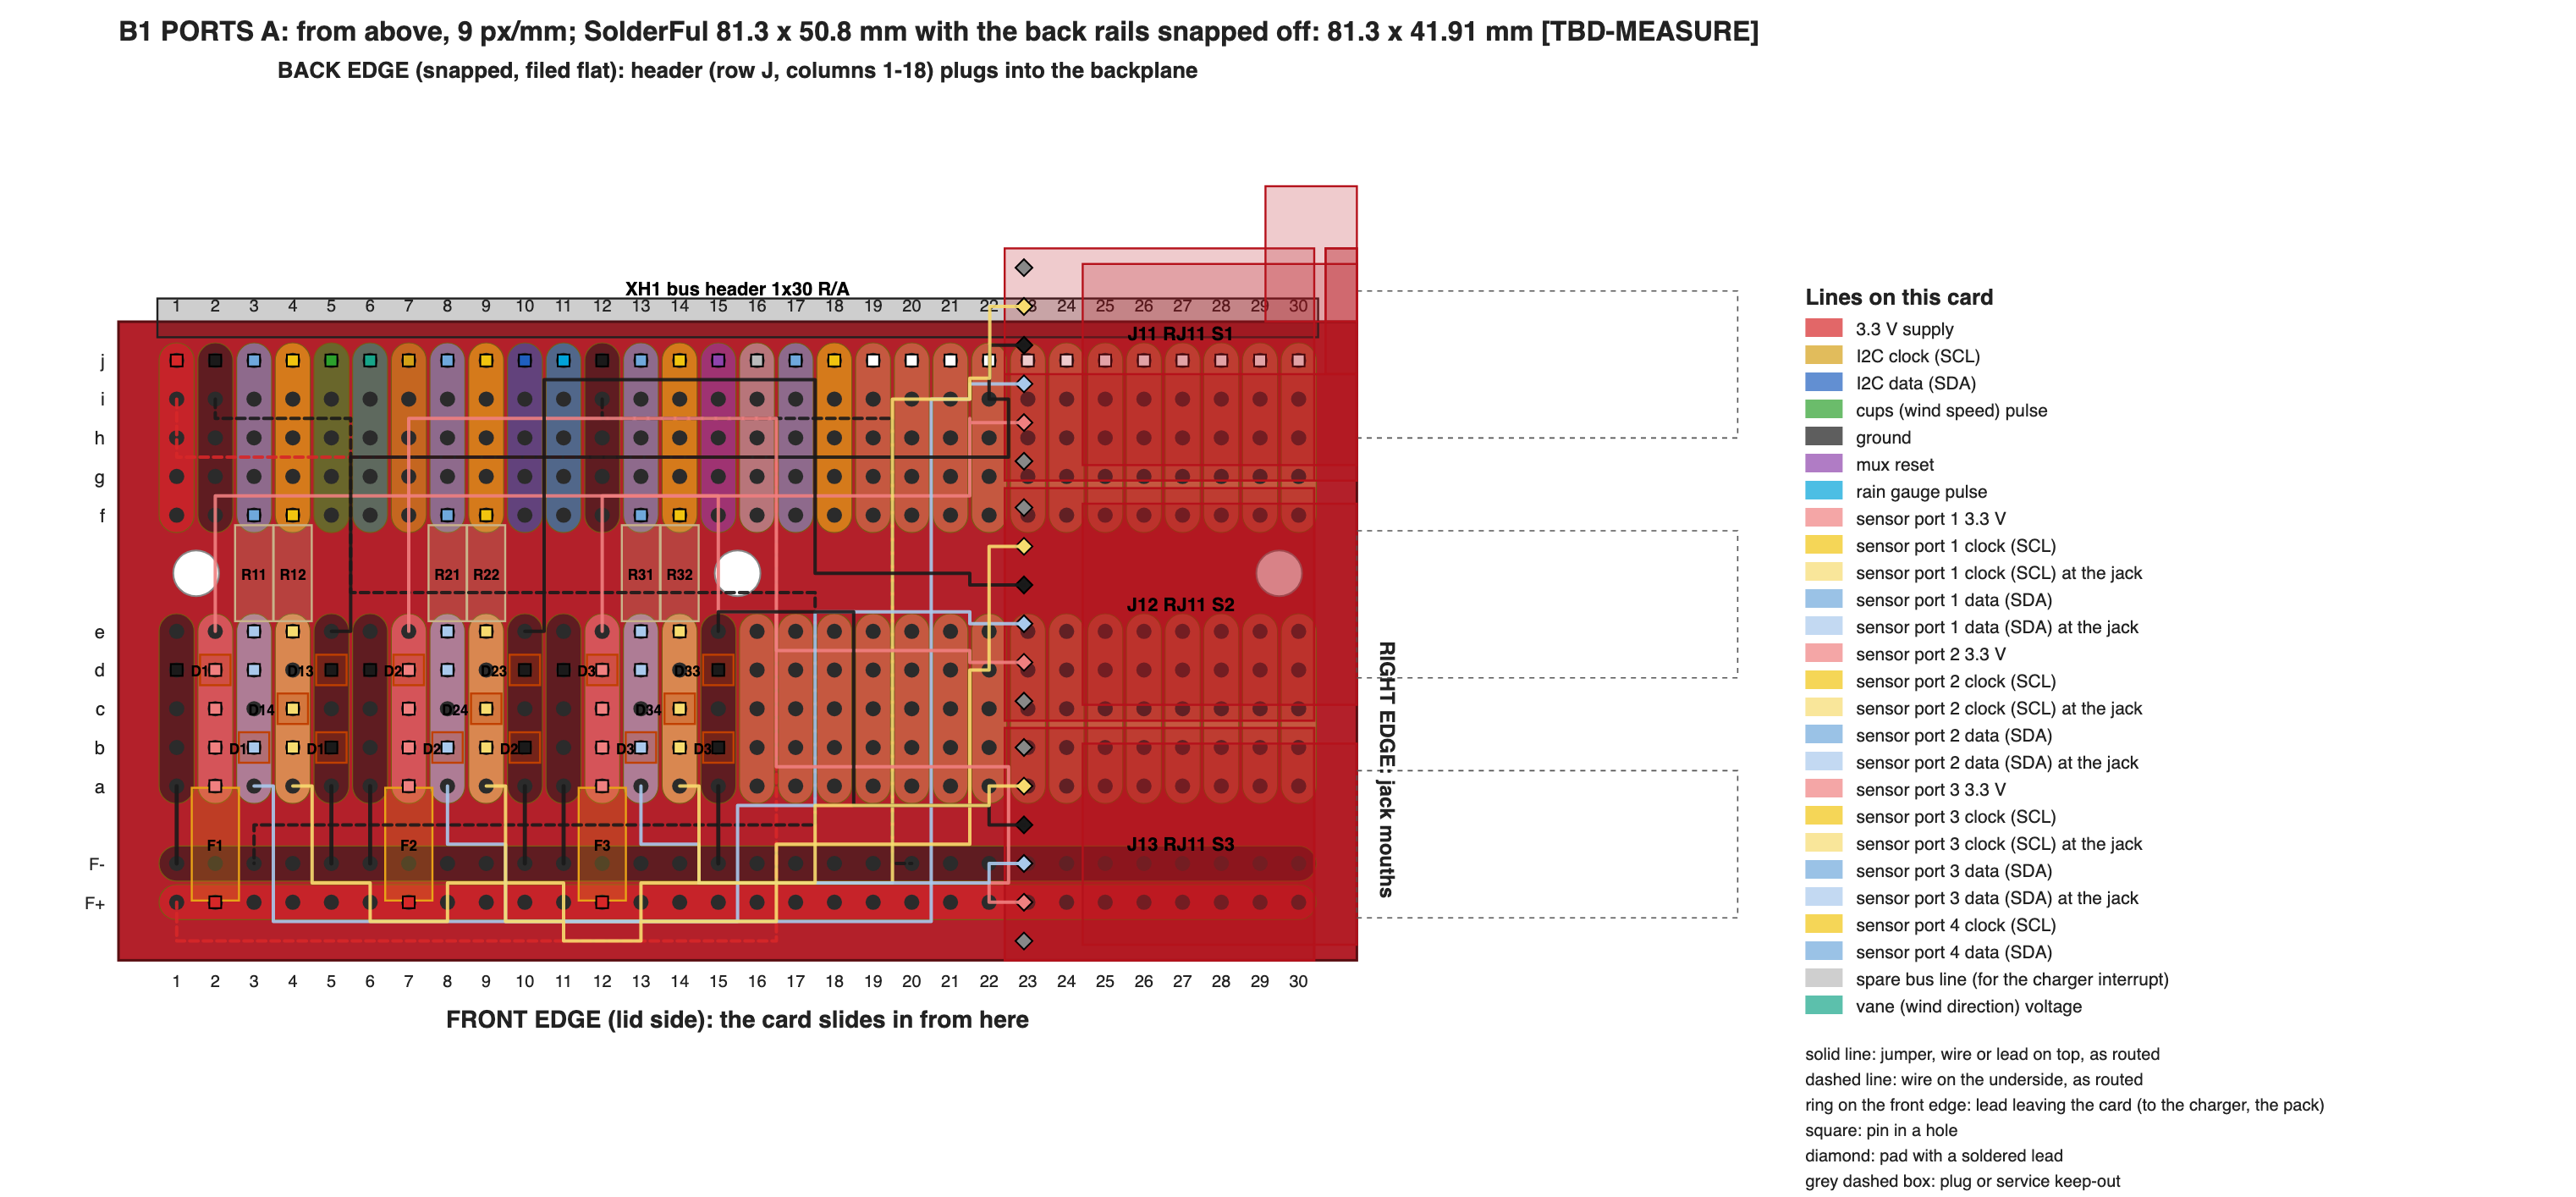 B1 PORTS A: from above, 9 px/mm; SolderFul 81.3 x 50.8 mm with the back rails snapped off: 81.3 x 41.91 mm [TBD-MEASURE]
BACK EDGE (snapped, filed flat): header (row J, columns 1-18) plugs into the backplane
XH1 bus header 1x30 R/A
1 2 3 4 5 6 7 8 9 10 11 12 13 14 15 16 17 18 19 20 21 22 23 24 25 26 27 28 29 30
J11 RJ11 S1
j
i
h
g
f
R11 R12 R21 R22 R31 R32
J12 RJ11 S2
e
d D1 D13 D2 D23 D3 D33
c D14 D24 D34
b D1 D1 D2 D2 D3 D3
a
F1 F2 F3
J13 RJ11 S3
F-
F+
1 2 3 4 5 6 7 8 9 10 11 12 13 14 15 16 17 18 19 20 21 22 23 24 25 26 27 28 29 30
FRONT EDGE (lid side): the card slides in from here
RIGHT EDGE: jack mouths
Lines on this card
3.3 V supply
I2C clock (SCL)
I2C data (SDA)
cups (wind speed) pulse
ground
mux reset
rain gauge pulse
sensor port 1 3.3 V
sensor port 1 clock (SCL)
sensor port 1 clock (SCL) at the jack
sensor port 1 data (SDA)
sensor port 1 data (SDA) at the jack
sensor port 2 3.3 V
sensor port 2 clock (SCL)
sensor port 2 clock (SCL) at the jack
sensor port 2 data (SDA)
sensor port 2 data (SDA) at the jack
sensor port 3 3.3 V
sensor port 3 clock (SCL)
sensor port 3 clock (SCL) at the jack
sensor port 3 data (SDA)
sensor port 3 data (SDA) at the jack
sensor port 4 clock (SCL)
sensor port 4 data (SDA)
spare bus line (for the charger interrupt)
vane (wind direction) voltage
solid line: jumper, wire or lead on top, as routed
dashed line: wire on the underside, as routed
ring on the front edge: lead leaving the card (to the charger, the pack)
square: pin in a hole
diamond: pad with a soldered lead
grey dashed box: plug or service keep-out